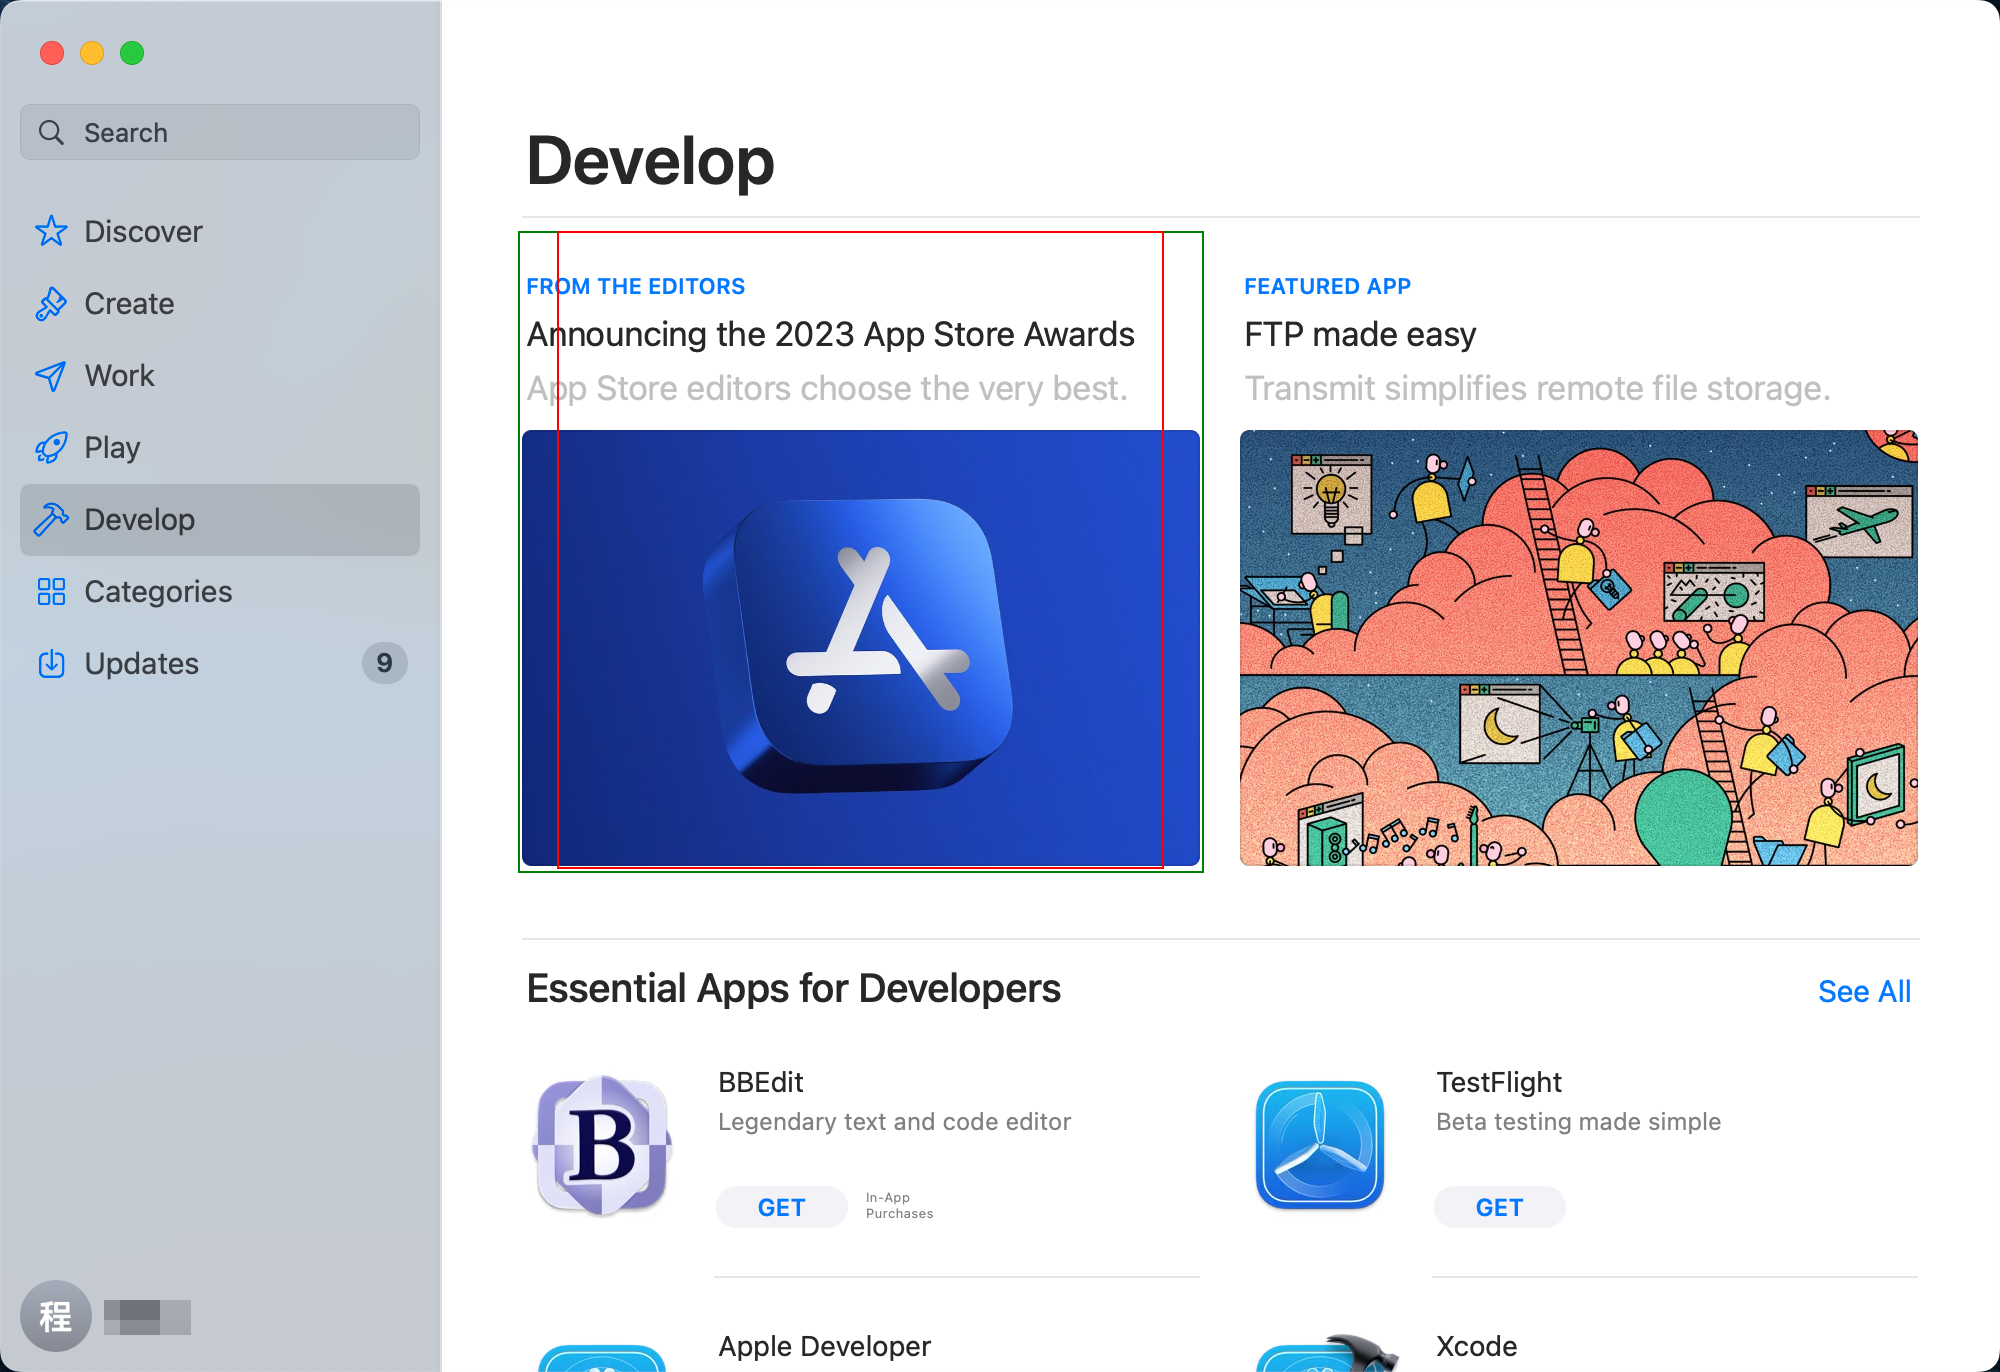 Search
Discover
Create
Work
Play
Develop
Categories
Updates
9
程
Develop
FROM THE EDITORS
Announcing the 2023 App Store Awards
App Store editors choose the very best.
FEATURED APP
FTP made easy
Transmit simplifies remote file storage.
Essential Apps for Developers
See All
BBEdit
Legendary text and code editor
GET
In-App
Purchases
TestFlight
Beta testing made simple
GET
Apple Developer
Xcode